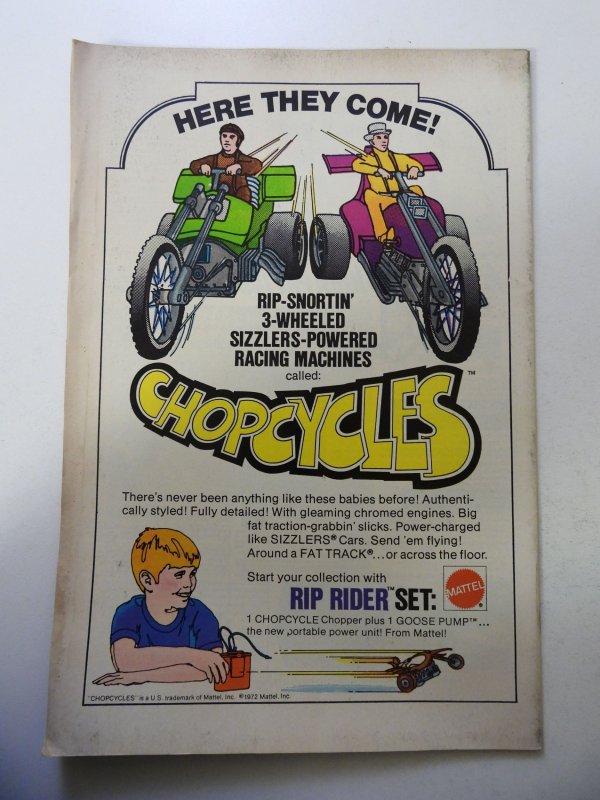 HERE THEY COME!
RIP-SNORTIN'
3-WHEELED
SIZZLERS-POWERED
RACING MACHINES
called:
CHOPCYCLES™
There's never been anything like these babies before! Authenti-
cally styled! Fully detailed! With gleaming chromed engines. Big
fat traction-grabbin' slicks. Power-charged
like SIZZLERS® Cars. Send 'em flying!
Around a FAT TRACK®...or across the floor.
Start your collection with
RIP RIDER™ SET:
MATTEL®
1 CHOPCYCLE Chopper plus 1 GOOSE PUMP™...
the new portable power unit! From Mattel!
"CHOPCYCLES" is a U.S. trademark of Mattel, Inc. ©1972 Mattel, Inc.